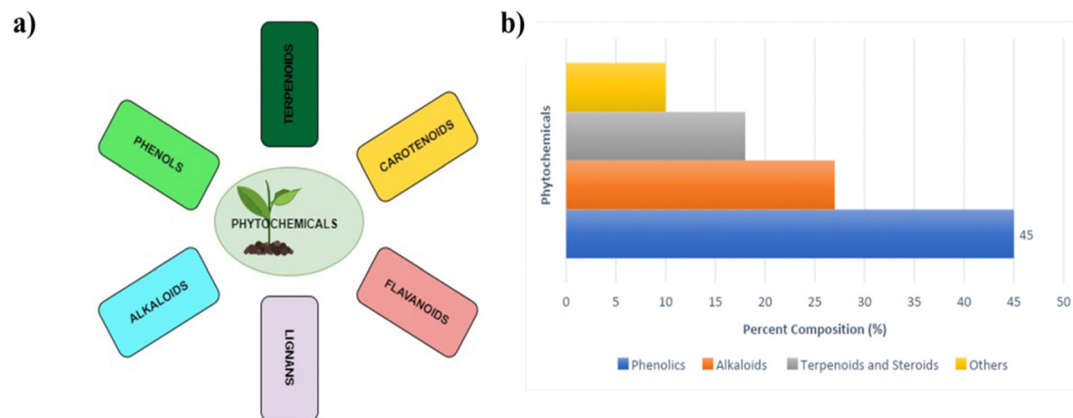 a)
TERPENOIDS
PHENOLS
CAROTENOIDS
PHYTOCHEMICALS
ALKALOIDS
FLAVANOIDS
LIGNANS
b)
Phytochemicals
45
0 5 10 15 20 25 30 35 40 45 50
Percent Composition (%)
Phenolics Alkaloids Terpenoids and Steroids Others